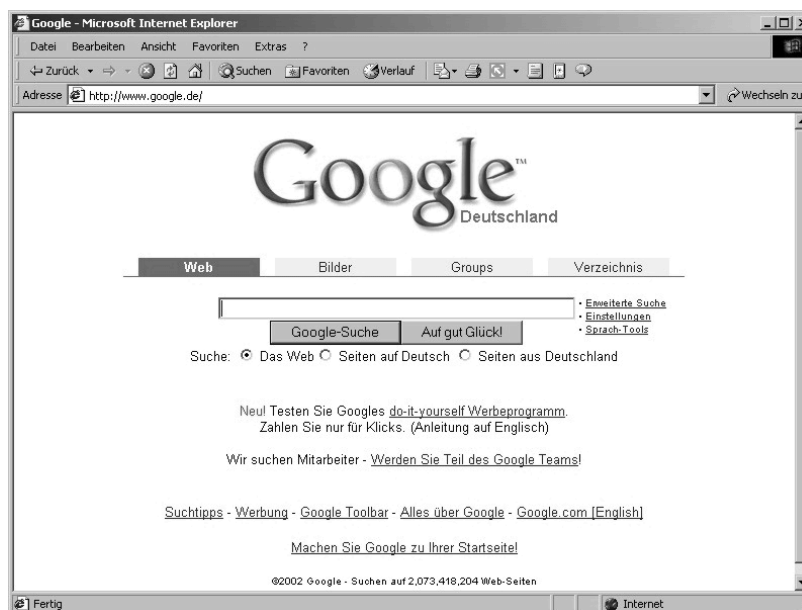 Google - Microsoft Internet Explorer
Datei Bearbeiten Ansicht Favoriten Extras ?
Zurück Suchen Favoriten Verlauf
Adresse http://www.google.de/ Wechseln zu
Google™
Deutschland
Web Bilder Groups Verzeichnis
• Erweiterte Suche
• Einstellungen
• Sprach-Tools
Google-Suche Auf gut Glück!
Suche: Das Web Seiten auf Deutsch Seiten aus Deutschland
Neu! Testen Sie Googles do-it-yourself Werbeprogramm.
Zahlen Sie nur für Klicks. (Anleitung auf Englisch)
Wir suchen Mitarbeiter - Werden Sie Teil des Google Teams!
Suchtipps - Werbung - Google Toolbar - Alles über Google - Google.com [English]
Machen Sie Google zu Ihrer Startseite!
©2002 Google - Suchen auf 2,073,418,204 Web-Seiten
Fertig Internet